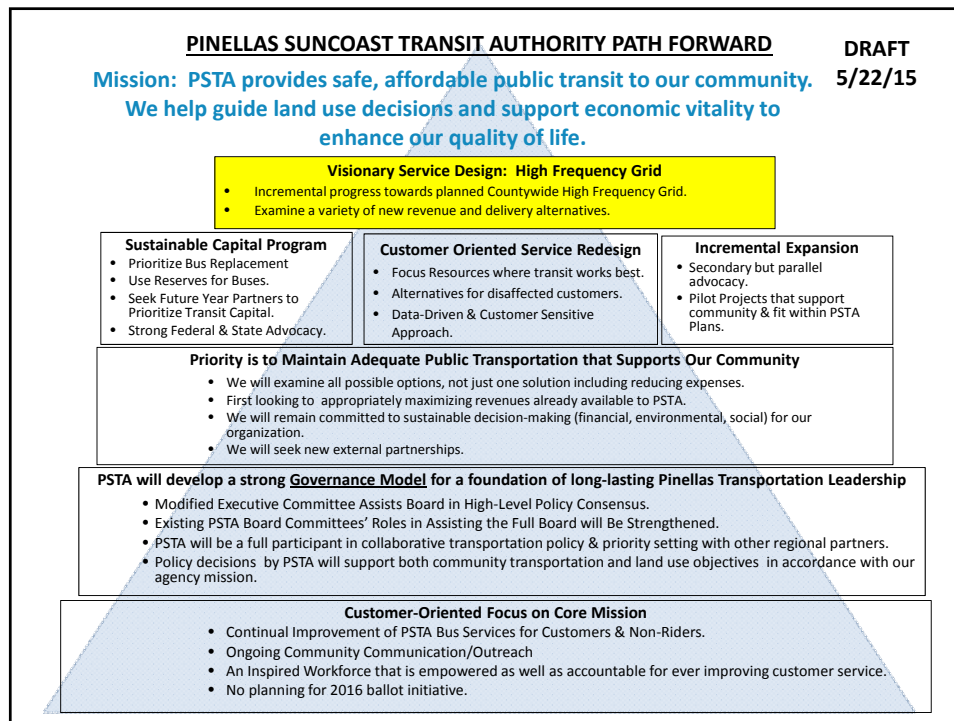 PINELLAS SUNCOAST TRANSIT AUTHORITY PATH FORWARD
DRAFT
5/22/15
Mission: PSTA provides safe, affordable public transit to our community.
We help guide land use decisions and support economic vitality to
enhance our quality of life.
Visionary Service Design: High Frequency Grid
• Incremental progress towards planned Countywide High Frequency Grid.
• Examine a variety of new revenue and delivery alternatives.
Sustainable Capital Program
• Prioritize Bus Replacement
• Use Reserves for Buses.
• Seek Future Year Partners to
Prioritize Transit Capital.
• Strong Federal & State Advocacy.
Customer Oriented Service Redesign
• Focus Resources where transit works best.
• Alternatives for disaffected customers.
• Data-Driven & Customer Sensitive
Approach.
Incremental Expansion
• Secondary but parallel
advocacy.
• Pilot Projects that support
community & fit within PSTA
Plans.
Priority is to Maintain Adequate Public Transportation that Supports Our Community
• We will examine all possible options, not just one solution including reducing expenses.
• First looking to appropriately maximizing revenues already available to PSTA.
• We will remain committed to sustainable decision-making (financial, environmental, social) for our
organization.
• We will seek new external partnerships.
PSTA will develop a strong Governance Model for a foundation of long-lasting Pinellas Transportation Leadership
• Modified Executive Committee Assists Board in High-Level Policy Consensus.
• Existing PSTA Board Committees' Roles in Assisting the Full Board will Be Strengthened.
• PSTA will be a full participant in collaborative transportation policy & priority setting with other regional partners.
• Policy decisions by PSTA will support both community transportation and land use objectives in accordance with our
agency mission.
Customer-Oriented Focus on Core Mission
• Continual Improvement of PSTA Bus Services for Customers & Non-Riders.
• Ongoing Community Communication/Outreach
• An Inspired Workforce that is empowered as well as accountable for ever improving customer service.
• No planning for 2016 ballot initiative.